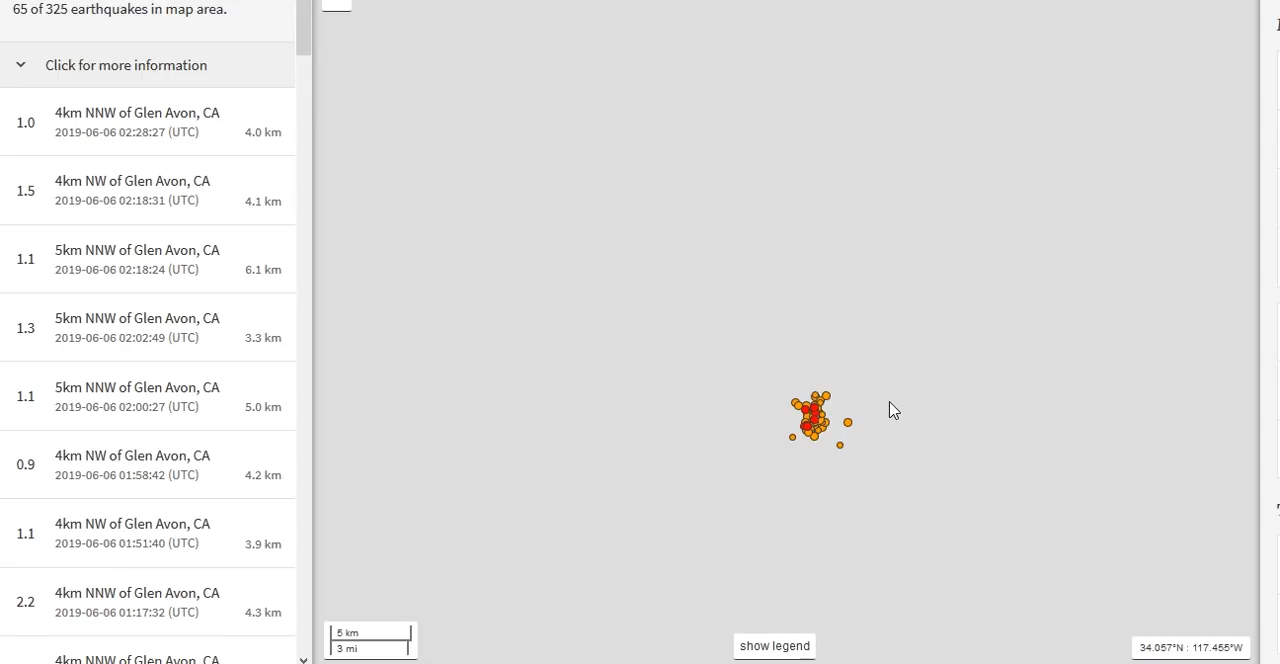 65 of 325 earthquakes in map area.
Click for more information
1.0
4km NNW of Glen Avon, CA
2019-06-06 02:28:27 (UTC)
4.0 km
1.5
4km NW of Glen Avon, CA
2019-06-06 02:18:31 (UTC)
4.1 km
1.1
5km NNW of Glen Avon, CA
2019-06-06 02:18:24 (UTC)
6.1 km
1.3
5km NNW of Glen Avon, CA
2019-06-06 02:02:49 (UTC)
3.3 km
1.1
5km NNW of Glen Avon, CA
2019-06-06 02:00:27 (UTC)
5.0 km
0.9
4km NW of Glen Avon, CA
2019-06-06 01:58:42 (UTC)
4.2 km
1.1
4km NW of Glen Avon, CA
2019-06-06 01:51:40 (UTC)
3.9 km
2.2
4km NNW of Glen Avon, CA
2019-06-06 01:17:32 (UTC)
4.3 km
4km NNW of Glen Avon, CA
5 km
3 mi
show legend
34.057°N : 117.455°W